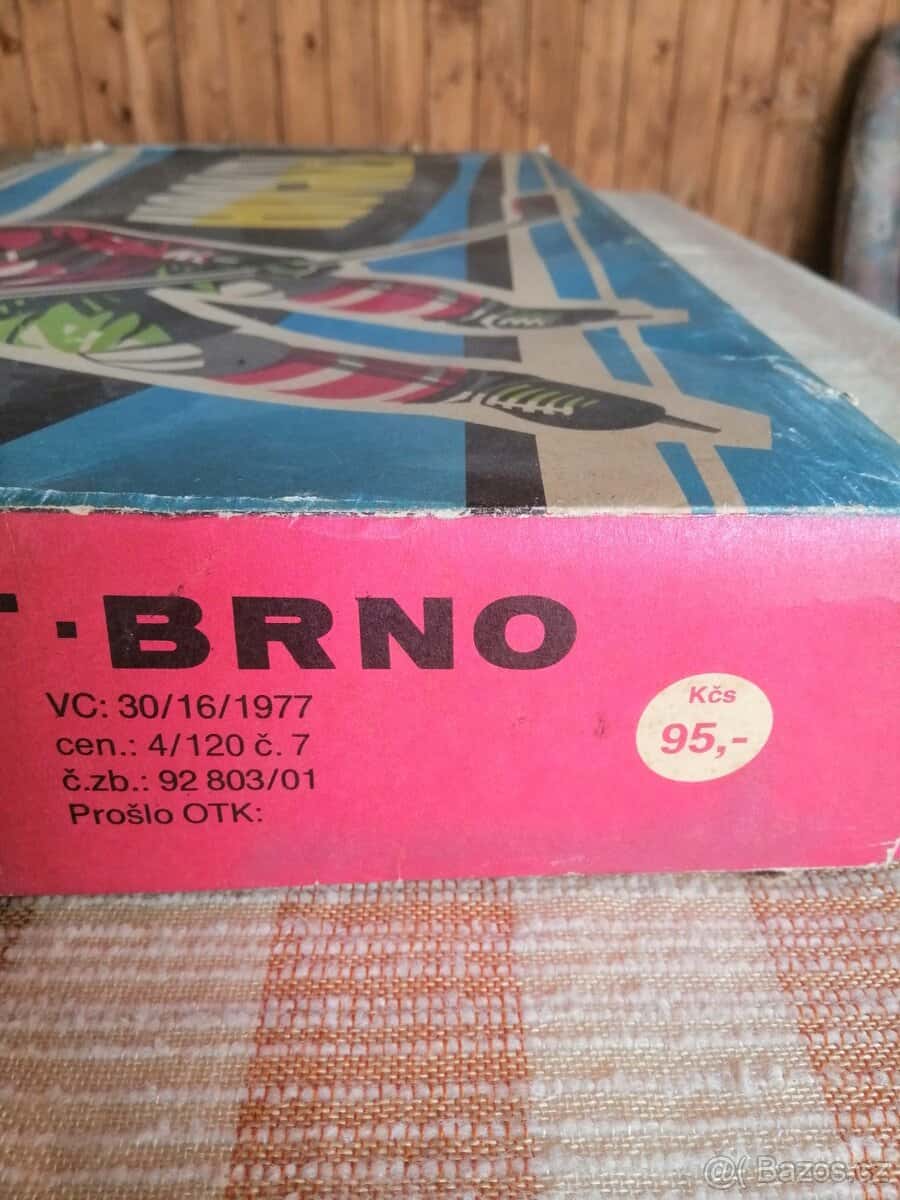 · BRNO
VC: 30/16/1977
cen.: 4/120 č. 7
č.zb.: 92 803/01
Prošlo OTK:
Kčs
95,-
@( Bazos.cz